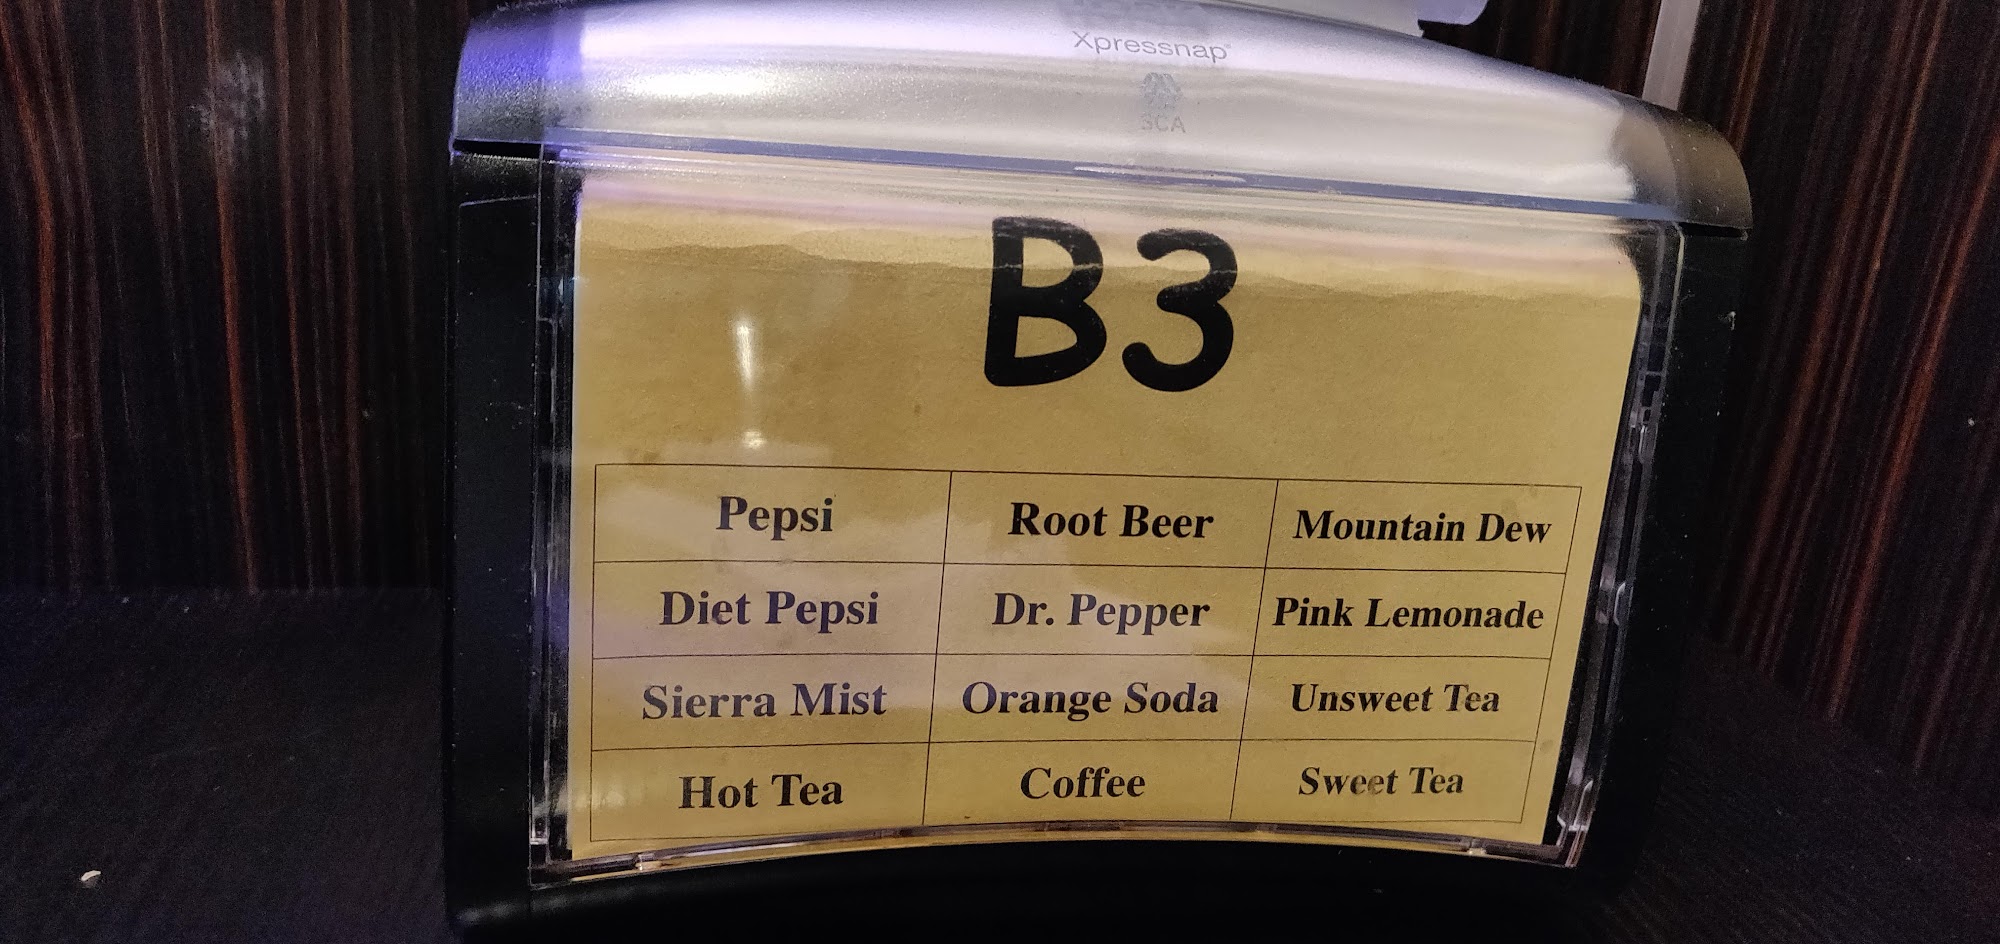 Xpressnap
SCA
B3
Pepsi Root Beer Mountain Dew
Diet Pepsi Dr. Pepper Pink Lemonade
Sierra Mist Orange Soda Unsweet Tea
Hot Tea Coffee Sweet Tea